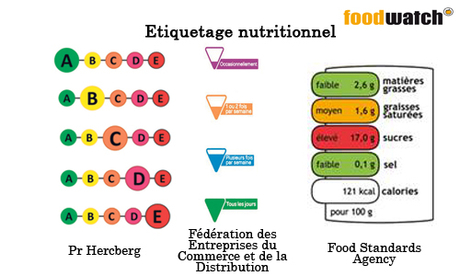 foodwatch®
Etiquetage nutritionnel
A B C D E
A B C D E
A B C D E
A B C D E
A B C D E
Pr Hercberg
Occasionnellement
1 ou 2 fois
par semaine
Plusieurs fois
par semaine
Tous les jours
Fédération des
Entreprises du
Commerce et de la
Distribution
faible 2,6 g matières
grasses
moyen 1,6 g graisses
saturées
élevé 17,0 g sucres
faible 0,1 g sel
121 kcal calories
pour 100 g
Food Standards
Agency